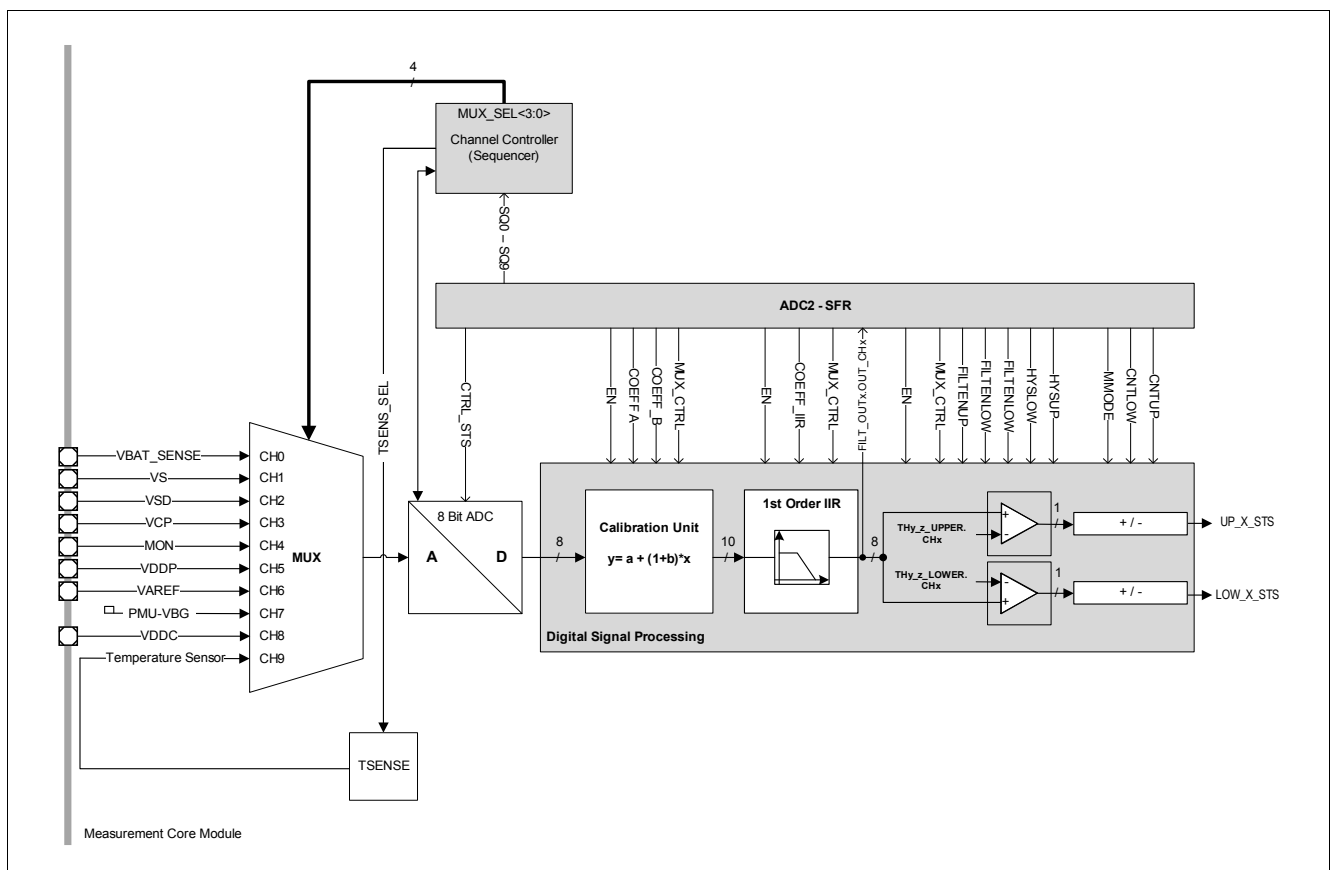 4
MUX_SEL<3:0>
Channel Controller
(Sequencer)
SQ0 – SQ9
ADC2 - SFR
TSENS_SEL
CTRL_STS
EN
COEFF A
COEFF_B
MUX_CTRL
EN
COEFF_IIR
MUX_CTRL
FILT_OUTX.OUT_CHx
EN
MUX_CTRL
FILTENUP
FILTENLOW
FILTENLOW
HYSLOW
HYSUP
MMODE
CNTLOW
CNTUP
VBAT_SENSE
VS
VSD
VCP
MON
VDDP
VAREF
PMU-VBG
VDDC
Temperature Sensor
CH0
CH1
CH2
CH3
CH4
CH5
CH6
CH7
CH8
CH9
MUX
8 Bit ADC
A
D
8
Calibration Unit
y= a + (1+b)*x
10
1st Order IIR
8
THy_z_UPPER.
CHx
+
-
1
+ / -
UP_X_STS
THy_z_LOWER.
CHx
-
+
1
+ / -
LOW_X_STS
Digital Signal Processing
TSENSE
Measurement Core Module